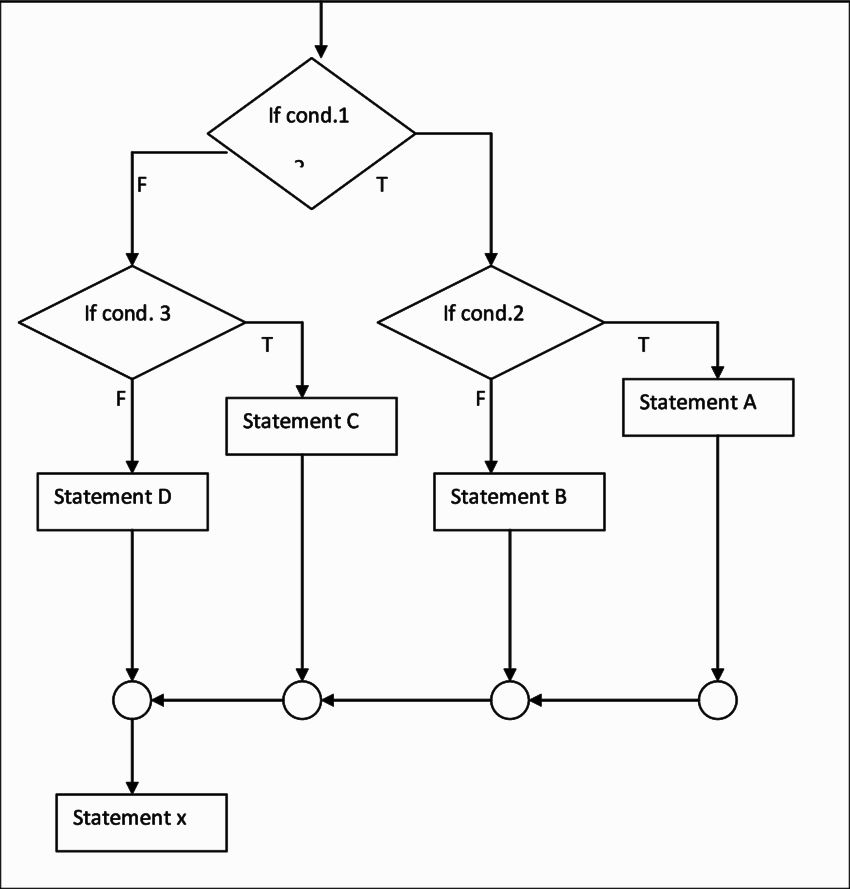 If cond.1
?
F
T
If cond. 3
If cond.2
T
T
F
F
Statement A
Statement C
Statement D
Statement B
Statement x